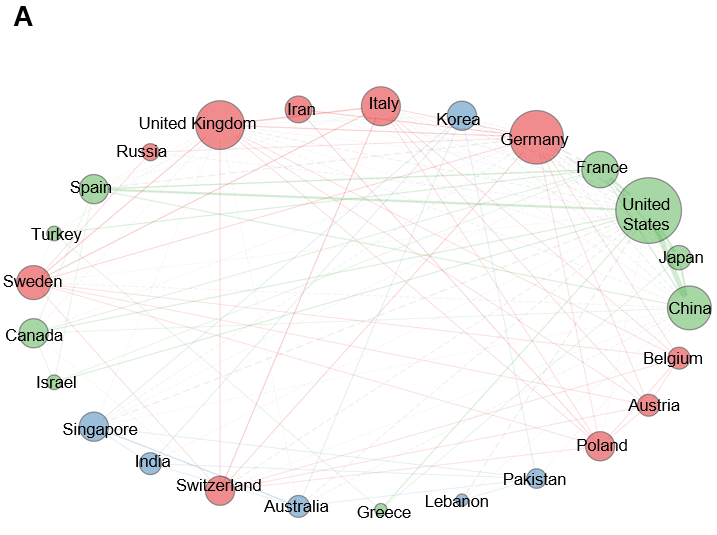 A
Italy
Iran
Korea
United Kingdom
Germany
Russia
France
Spain
United
States
Turkey
Japan
Sweden
China
Canada
Belgium
Israel
Austria
Singapore
Poland
India
Pakistan
Switzerland
Lebanon
Australia
Greece